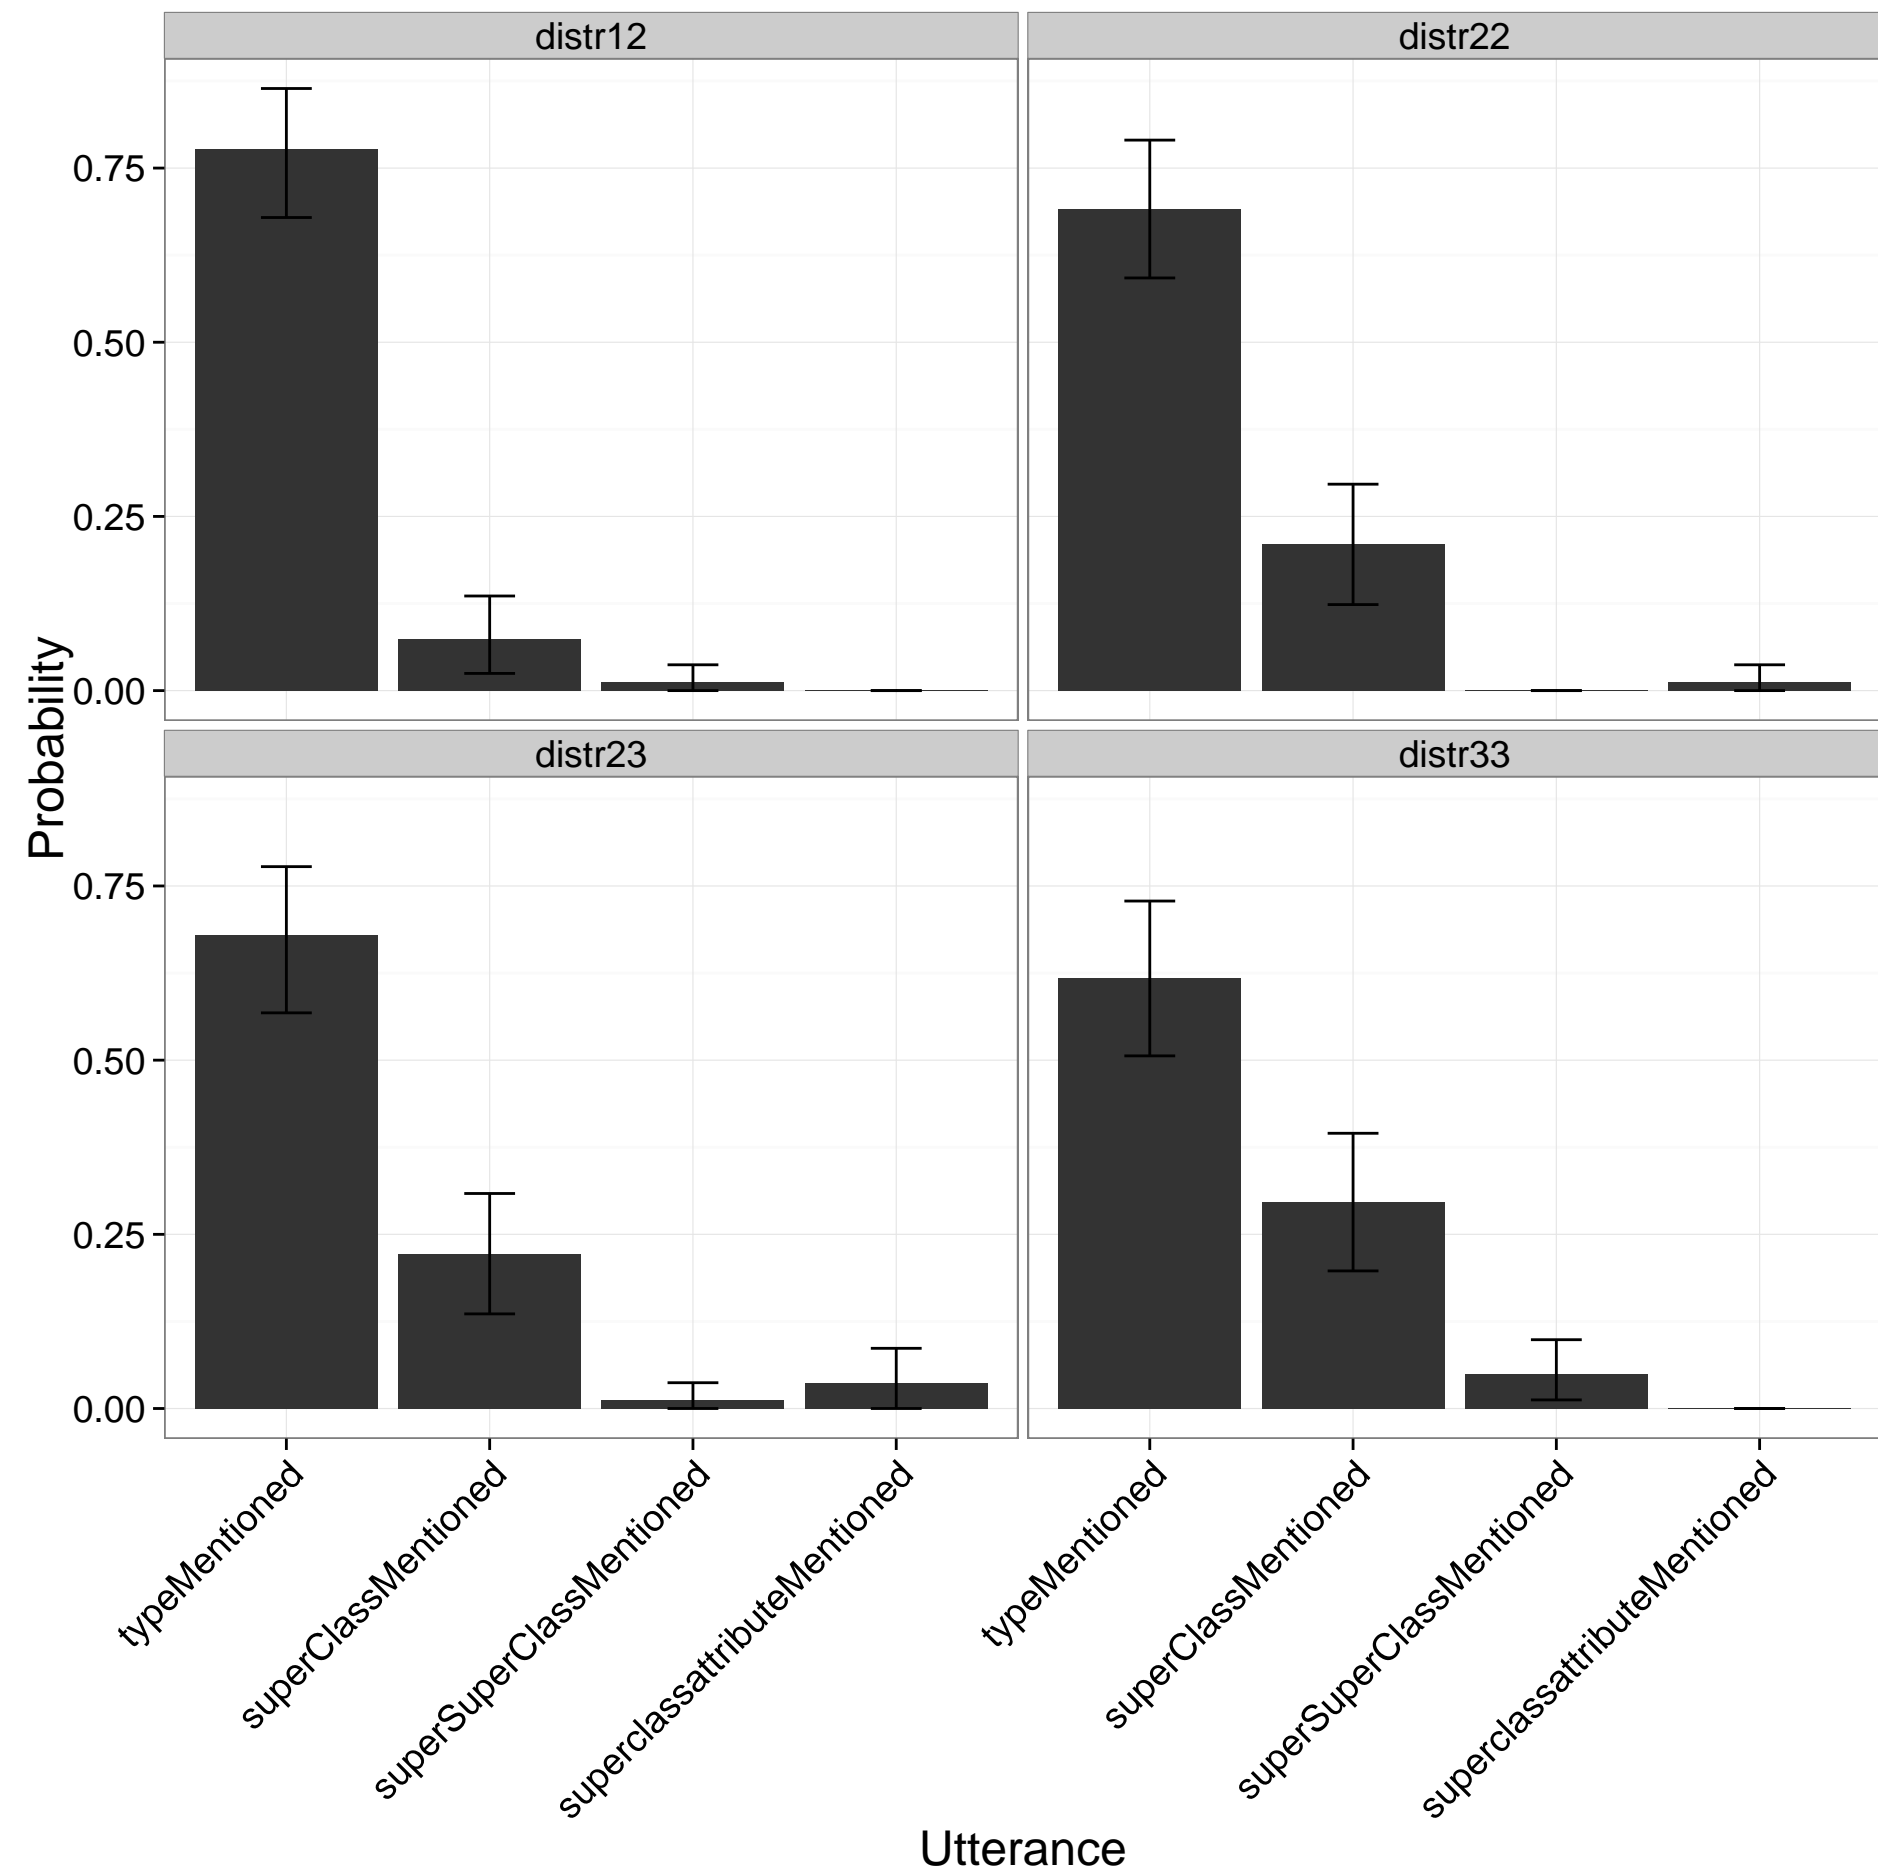 distr12
distr22
0.75
0.50
0.25
0.00
Probability
distr23
distr33
0.75
0.50
0.25
0.00
typeMentioned
superClassMentioned
superSuperClassMentioned
superclassattributeMentioned
typeMentioned
superClassMentioned
superSuperClassMentioned
superclassattributeMentioned
Utterance